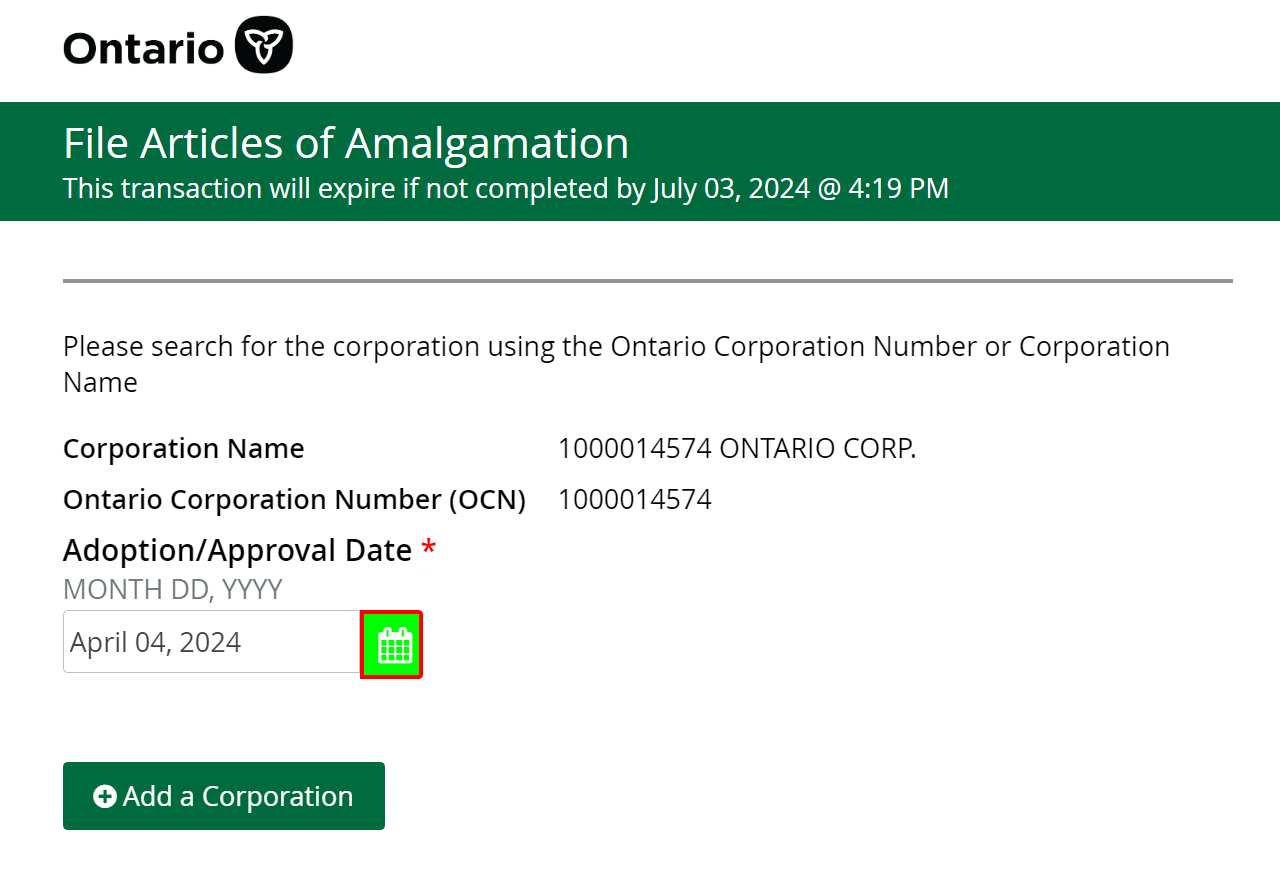 Ontario
File Articles of Amalgamation
This transaction will expire if not completed by July 03, 2024 @ 4:19 PM
Please search for the corporation using the Ontario Corporation Number or Corporation
Name
Corporation Name 1000014574 ONTARIO CORP.
Ontario Corporation Number (OCN) 1000014574
Adoption/Approval Date *
MONTH DD, YYYY
April 04, 2024
Add a Corporation